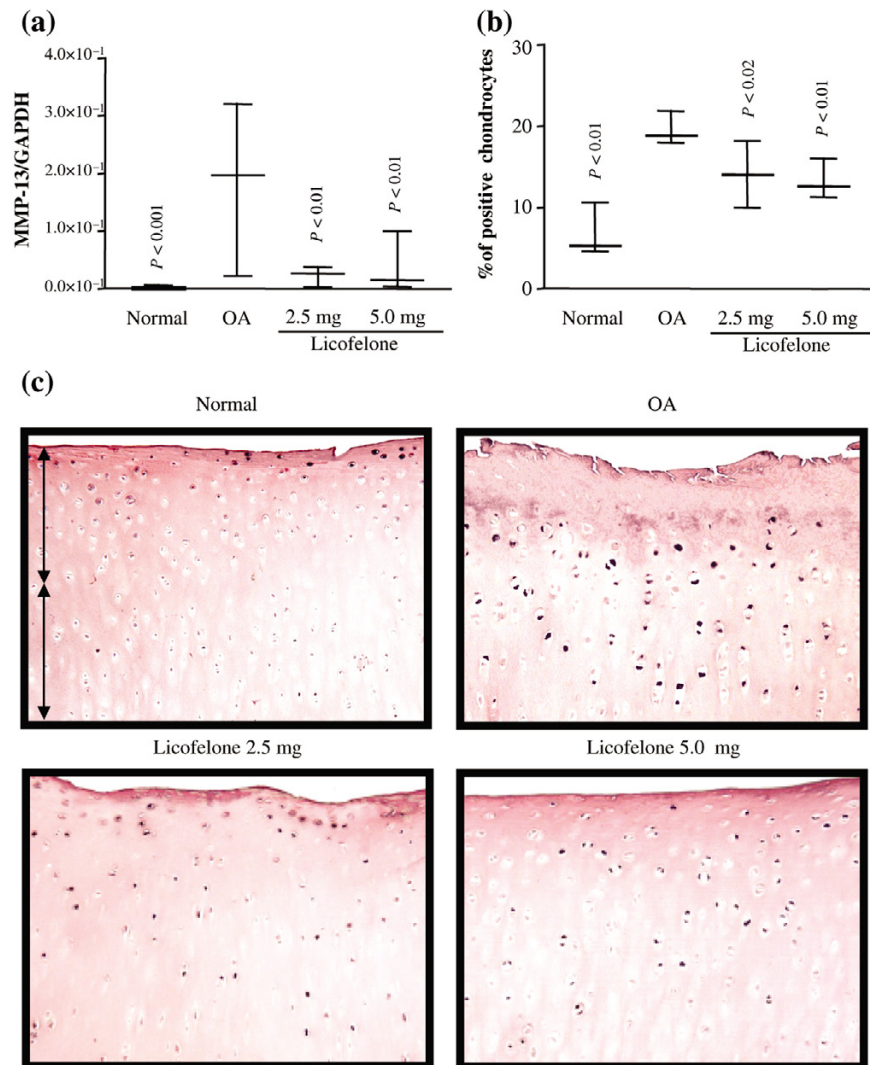 (a)
MMP-13/GAPDH
4.0×10⁻¹
3.0×10⁻¹
2.0×10⁻¹
1.0×10⁻¹
0.0×10⁻¹
P < 0.001
P < 0.01
P < 0.01
Normal OA 2.5 mg 5.0 mg
Licofelone
(b)
%of positive chondrocytes
30
20
10
0
P < 0.01
P < 0.02
P < 0.01
Normal OA 2.5 mg 5.0 mg
Licofelone
(c)
Normal OA
Licofelone 2.5 mg Licofelone 5.0 mg